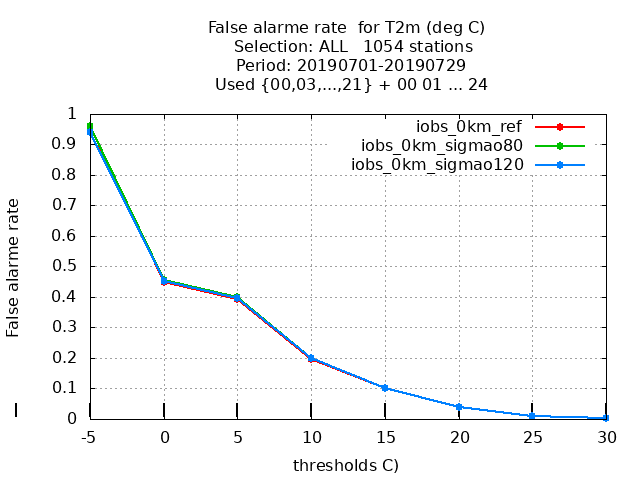 False alarme rate  for T2m (deg C)
Selection: ALL   1054 stations
Period: 20190701-20190729
Used {00,03,...,21} + 00 01 ... 24
iobs_0km_ref
iobs_0km_sigmao80
iobs_0km_sigmao120
1
0.9
0.8
0.7
0.6
0.5
0.4
0.3
0.2
0.1
0
False alarme rate
-5 0 5 10 15 20 25 30
thresholds C)